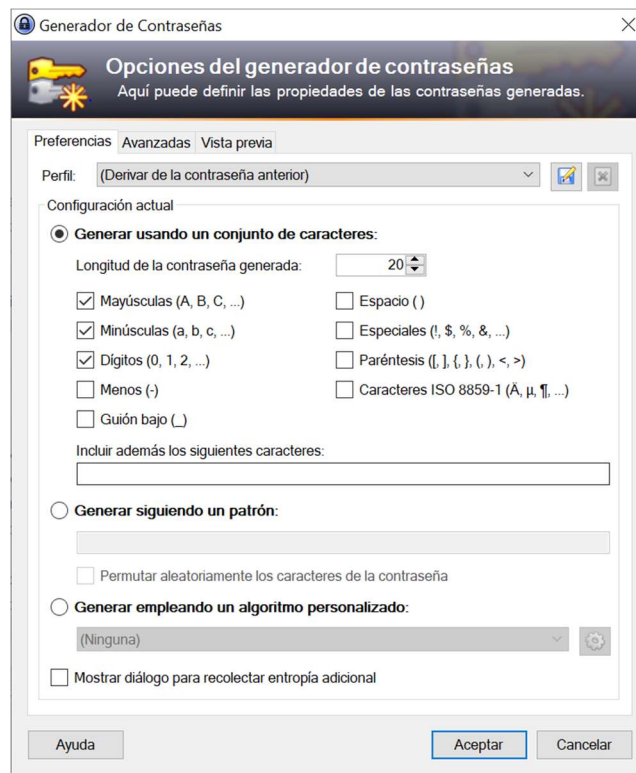 Generador de Contraseñas
Opciones del generador de contraseñas
Aquí puede definir las propiedades de las contraseñas generadas.
Preferencias Avanzadas Vista previa
Perfil: (Derivar de la contraseña anterior)
Configuración actual
Generar usando un conjunto de caracteres:
Longitud de la contraseña generada: 20
Mayúsculas (A, B, C, ...) Espacio ( )
Minúsculas (a, b, c, ...) Especiales (!, $, %, &, ...)
Dígitos (0, 1, 2, ...) Paréntesis ([, ], {, }, (, ), <, >)
Menos (-) Caracteres ISO 8859-1 (Ä, µ, ¶, ...)
Guión bajo (_)
Incluir además los siguientes caracteres:
Generar siguiendo un patrón:
Permutar aleatoriamente los caracteres de la contraseña
Generar empleando un algoritmo personalizado:
(Ninguna)
Mostrar diálogo para recolectar entropía adicional
Ayuda Aceptar Cancelar